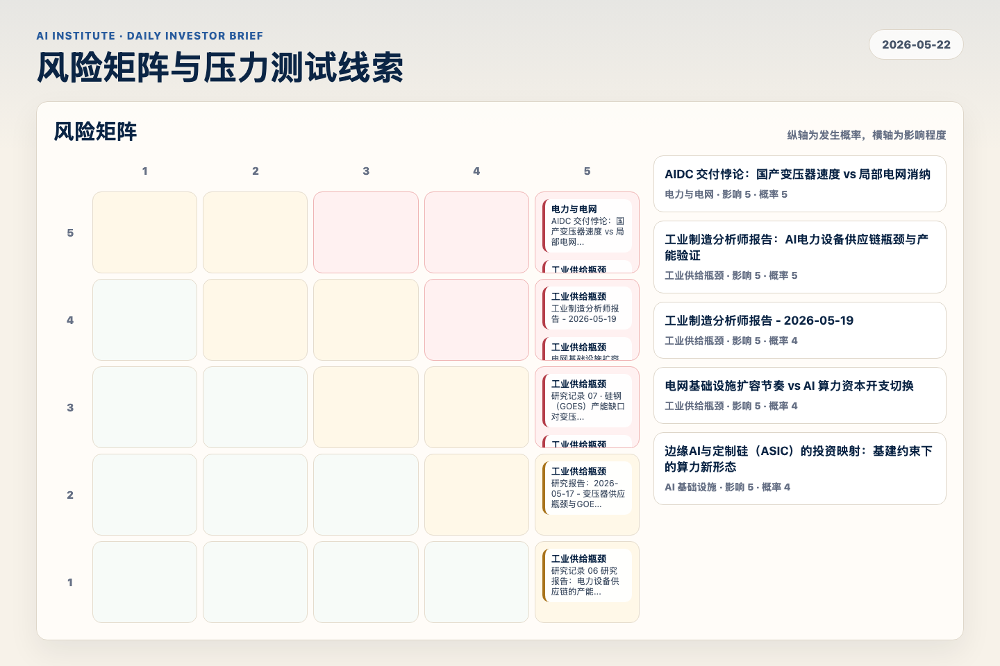 AI INSTITUTE · DAILY INVESTOR BRIEF
风险矩阵与压力测试线索
2026-05-22
风险矩阵
纵轴为发生概率，横轴为影响程度
1
2
3
4
5
5
电力与电网
AIDC 交付悖论：国
产变压器速度 vs 局
部电网...
工业供给瓶颈
4
工业供给瓶颈
工业制造分析师报
告 - 2026-05-19
工业供给瓶颈
电网基础设施扩容
3
工业供给瓶颈
研究记录 07 · 硅钢
（GOES）产能缺口
对变压...
工业供给瓶颈
2
工业供给瓶颈
研究报告：2026-
05-17 - 变压器供应
瓶颈与GOE...
1
工业供给瓶颈
研究记录 06 研究
报告：电力设备供
应链的产能...
AIDC 交付悖论：国产变压器速度 vs 局部电网消纳
电力与电网 · 影响 5 · 概率 5
工业制造分析师报告：AI电力设备供应链瓶颈与产
能验证
工业供给瓶颈 · 影响 5 · 概率 5
工业制造分析师报告 - 2026-05-19
工业供给瓶颈 · 影响 5 · 概率 4
电网基础设施扩容节奏 vs AI 算力资本开支切换
工业供给瓶颈 · 影响 5 · 概率 4
边缘AI与定制硅（ASIC）的投资映射：基建约束下
的算力新形态
AI 基础设施 · 影响 5 · 概率 4